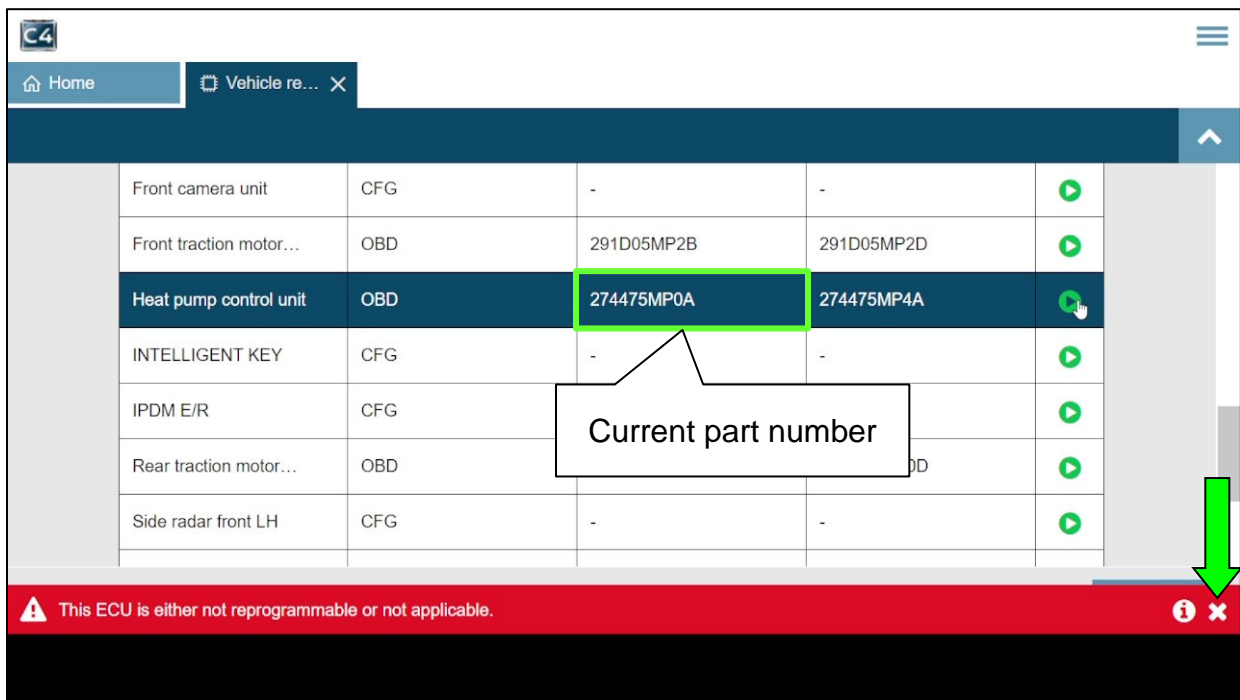 C4
Home
Vehicle re...
Front camera unit CFG - -
Front traction motor... OBD 291D05MP2B 291D05MP2D
Heat pump control unit OBD 274475MP0A 274475MP4A
INTELLIGENT KEY CFG - -
IPDM E/R CFG
Current part number
Rear traction motor... OBD 0D
Side radar front LH CFG - -
This ECU is either not reprogrammable or not applicable.